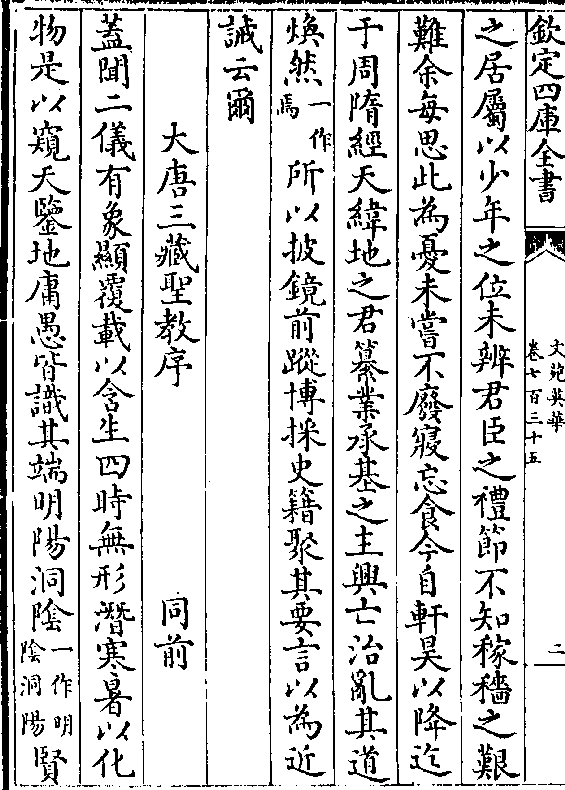 欽定四庫全書
文苑英華
卷七百三十五
二
之居屬以少年之位未辨君臣之禮節不知稼穡之艱
難余每思此為憂未嘗不廢寢忘食今自軒昊以降迄
于周隋經天緯地之君纂業承基之主興亡治亂其道
煥然一作焉所以披鏡前蹤博採史籍聚其要言以為近
誡云爾
大唐三藏聖教序 同前
蓋聞二儀有象顯覆載以含生四時無形潛寒暑以化
物是以窺天鑒地庸愚皆識其端明陽洞陰一作明陰洞陽賢